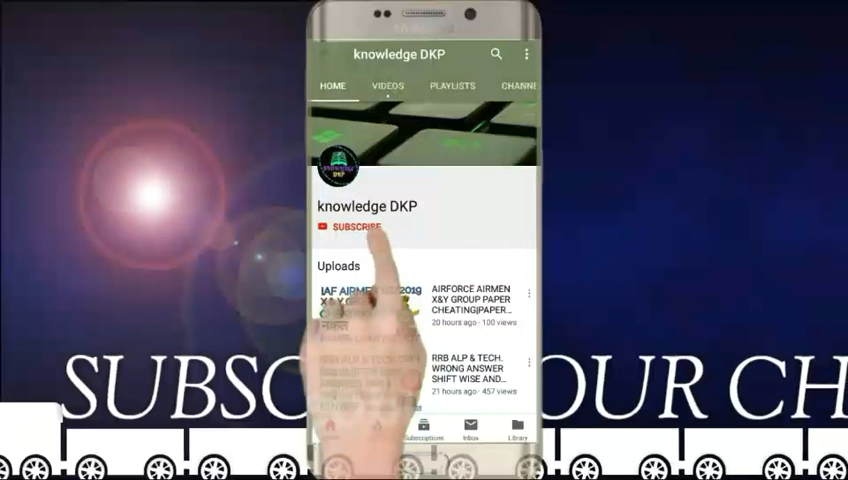 SAMSUNG
knowledge DKP
HOME VIDEOS PLAYLISTS CHANNE
knowledge DKP
SUBSCRIBE
Uploads
AIRFORCE AIRMEN
X&Y GROUP PAPER
CHEATING|PAPER...
20 hours ago · 100 views
RRB ALP & TECH.
WRONG ANSWER
SHIFT WISE AND...
21 hours ago · 457 views
SUBSC OUR CH
Subscriptions Inbox Library